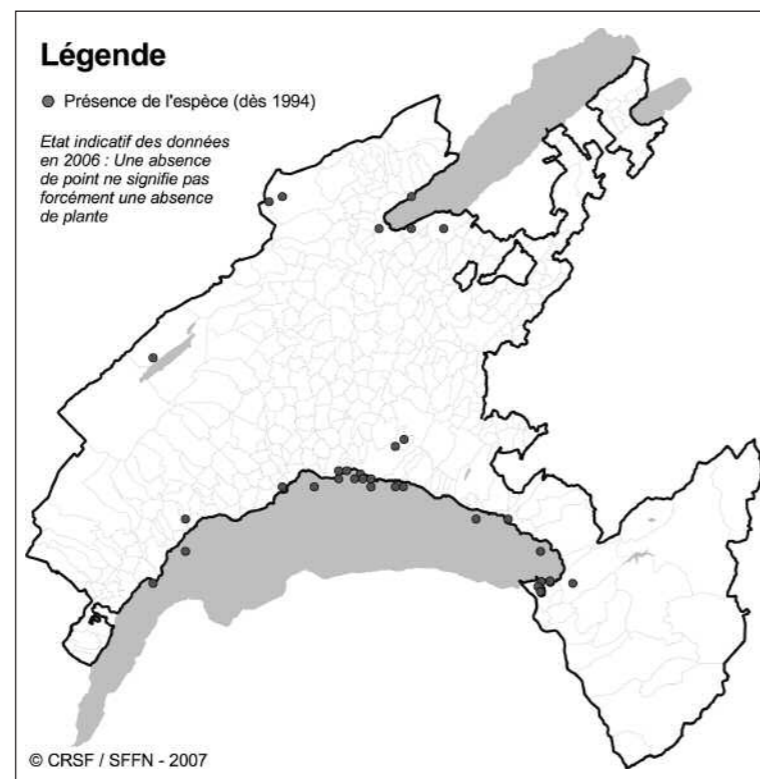 Légende
Présence de l'espèce (dès 1994)
Etat indicatif des données
en 2006 : Une absence
de point ne signifie pas
forcément une absence
de plante
© CRSF / SFFN - 2007